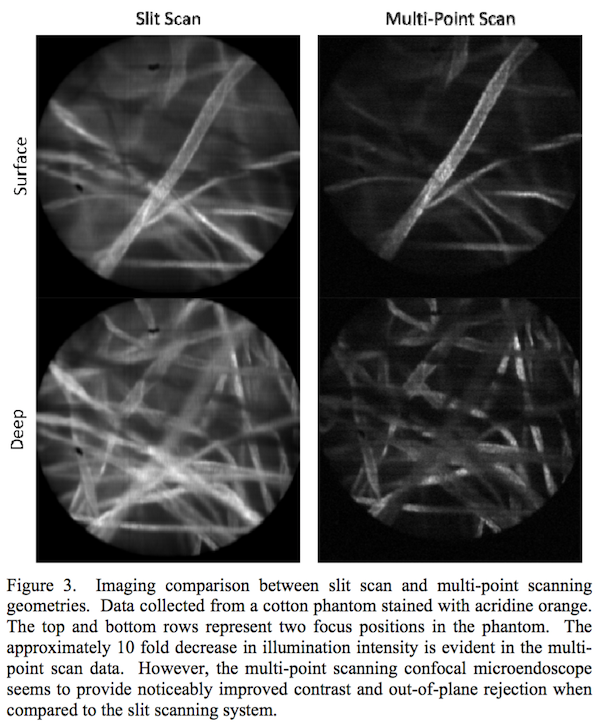 Slit Scan
Multi-Point Scan
Surface
Deep
Figure 3. Imaging comparison between slit scan and multi-point scanning
geometries. Data collected from a cotton phantom stained with acridine orange.
The top and bottom rows represent two focus positions in the phantom. The
approximately 10 fold decrease in illumination intensity is evident in the multi-
point scan data. However, the multi-point scanning confocal microendoscope
seems to provide noticeably improved contrast and out-of-plane rejection when
compared to the slit scanning system.